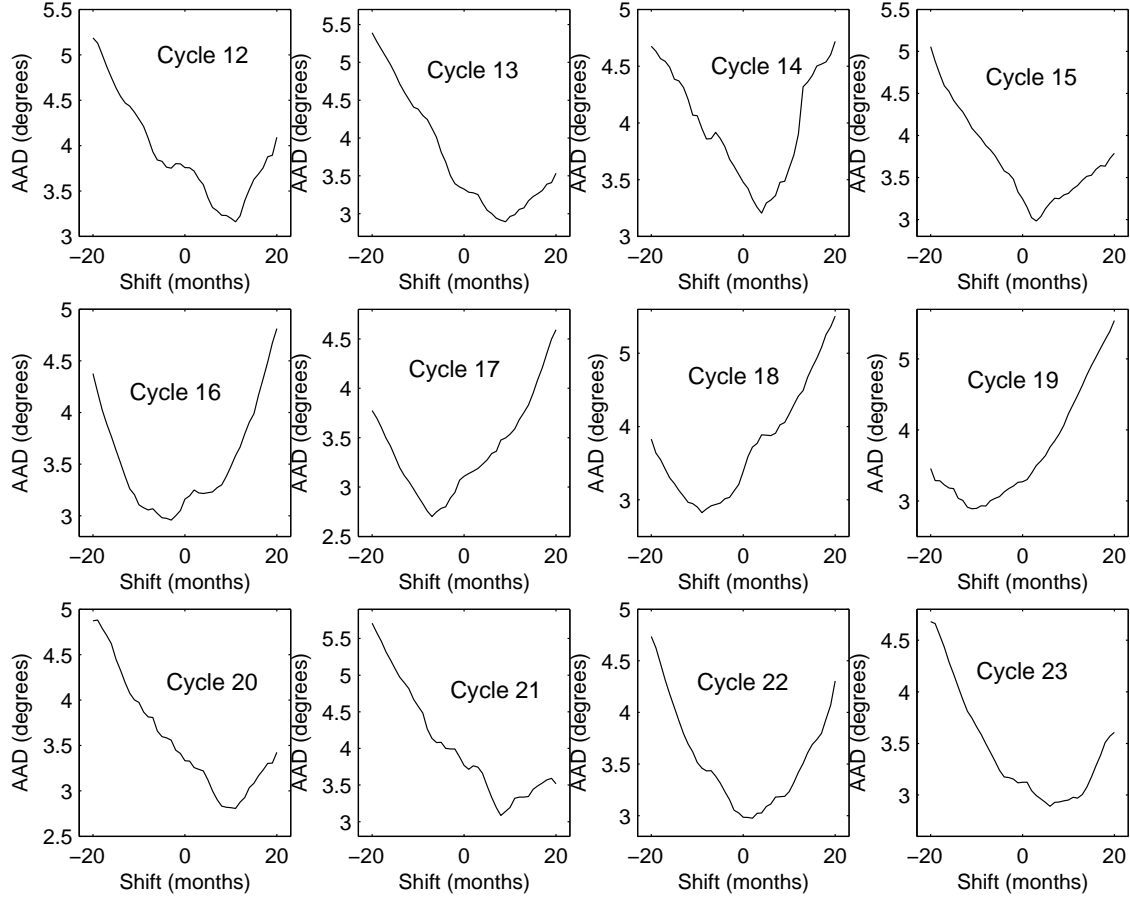 5.5
5
4.5
4
3.5
3
AAD (degrees)
Cycle 12
−20 0 20
Shift (months)
5.5
5
4.5
4
3.5
3
AAD (degrees)
Cycle 13
−20 0 20
Shift (months)
5
4.5
4
3.5
3
AAD (degrees)
Cycle 14
−20 0 20
Shift (months)
5
4.5
4
3.5
3
AAD (degrees)
Cycle 15
−20 0 20
Shift (months)
5
4.5
4
3.5
3
AAD (degrees)
Cycle 16
−20 0 20
Shift (months)
4.5
4
3.5
3
2.5
AAD (degrees)
Cycle 17
−20 0 20
Shift (months)
5
4
3
AAD (degrees)
Cycle 18
−20 0 20
Shift (months)
5
4
3
AAD (degrees)
Cycle 19
−20 0 20
Shift (months)
5
4.5
4
3.5
3
2.5
AAD (degrees)
Cycle 20
−20 0 20
Shift (months)
5.5
5
4.5
4
3.5
3
AAD (degrees)
Cycle 21
−20 0 20
Shift (months)
5
4.5
4
3.5
3
AAD (degrees)
Cycle 22
−20 0 20
Shift (months)
4.5
4
3.5
3
AAD (degrees)
Cycle 23
−20 0 20
Shift (months)